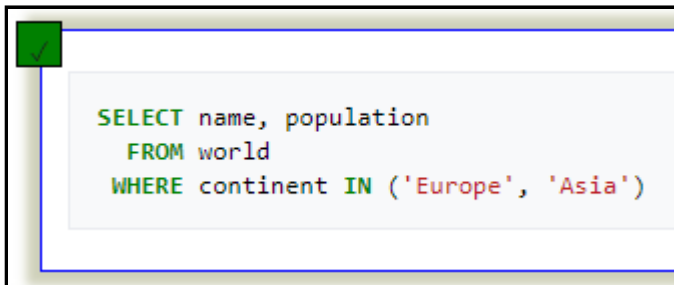 ✓
SELECT name, population
FROM world
WHERE continent IN ('Europe', 'Asia')